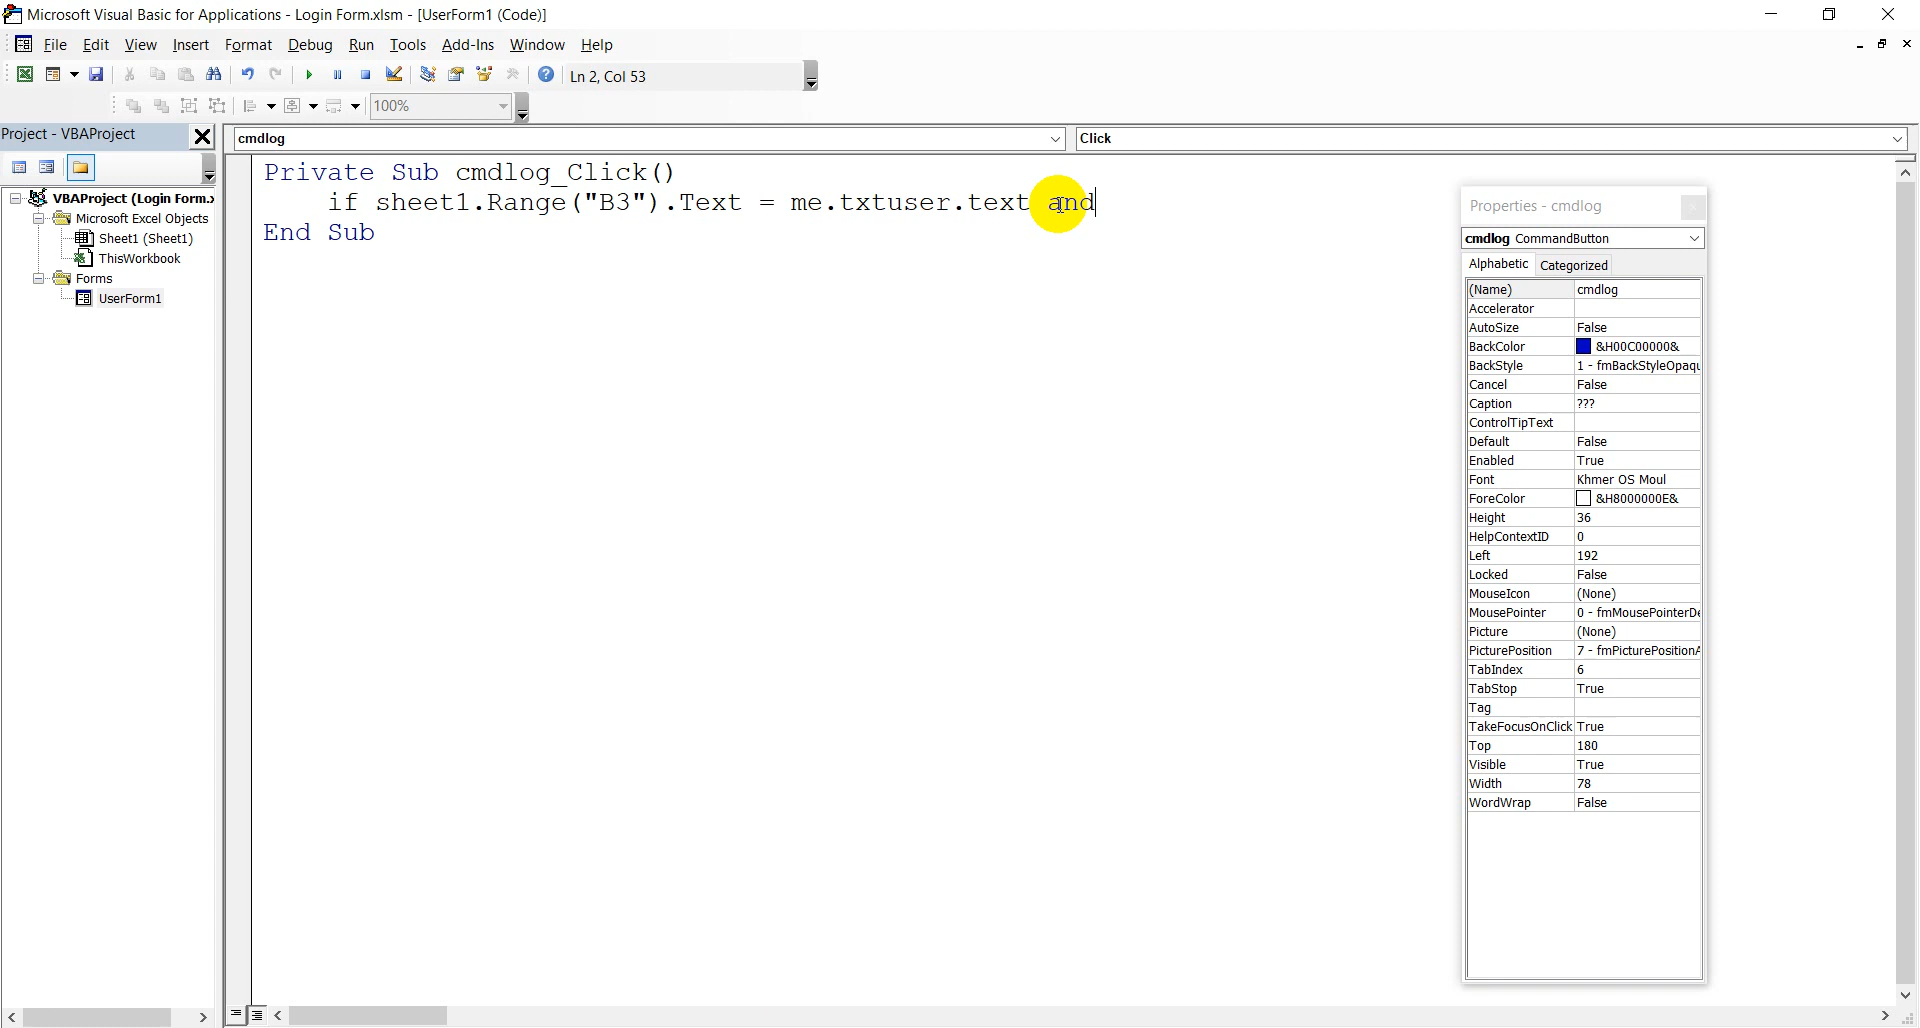 Microsoft Visual Basic for Applications - Login Form.xlsm - [UserForm1 (Code)]
File Edit View Insert Format Debug Run Tools Add-Ins Window Help
Ln 2, Col 53
100%
Project - VBAProject
cmdlog Click
VBAProject (Login Form.x
Microsoft Excel Objects
Sheet1 (Sheet1)
ThisWorkbook
Forms
UserForm1
Private Sub cmdlog_Click()
if sheet1.Range("B3").Text = me.txtuser.text and
End Sub
Properties - cmdlog
cmdlog CommandButton
Alphabetic Categorized
(Name) cmdlog
Accelerator
AutoSize False
BackColor &H00C00000&
BackStyle 1 - fmBackStyleOpaqu
Cancel False
Caption ???
ControlTipText
Default False
Enabled True
Font Khmer OS Moul
ForeColor &H8000000E&
Height 36
HelpContextID 0
Left 192
Locked False
MouseIcon (None)
MousePointer 0 - fmMousePointerDe
Picture (None)
PicturePosition 7 - fmPicturePositionA
TabIndex 6
TabStop True
Tag
TakeFocusOnClick True
Top 180
Visible True
Width 78
WordWrap False